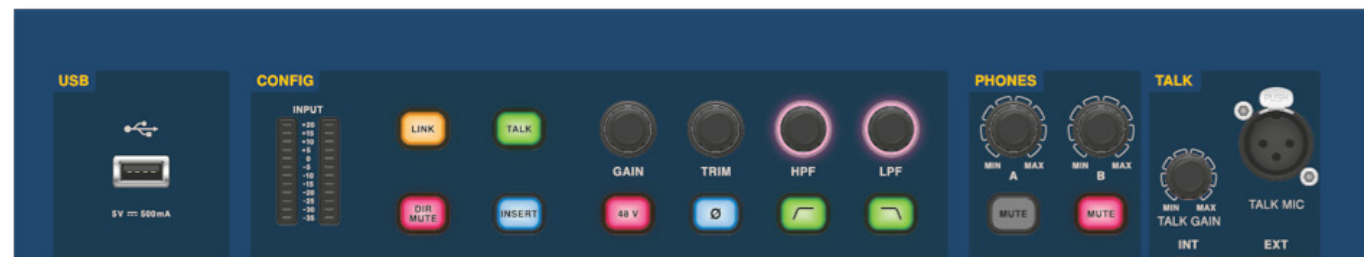 USB
5V ⎓ 500mA
CONFIG
INPUT
+20
+15
+10
+5
0
-5
-10
-15
-20
-25
-30
-35
LINK
TALK
DIR
MUTE
INSERT
GAIN
TRIM
HPF
LPF
48 V
Ø
PHONES
MIN MAX
A
MIN MAX
B
MUTE
MUTE
TALK
PUSH
MIN MAX
TALK GAIN
INT
TALK MIC
EXT